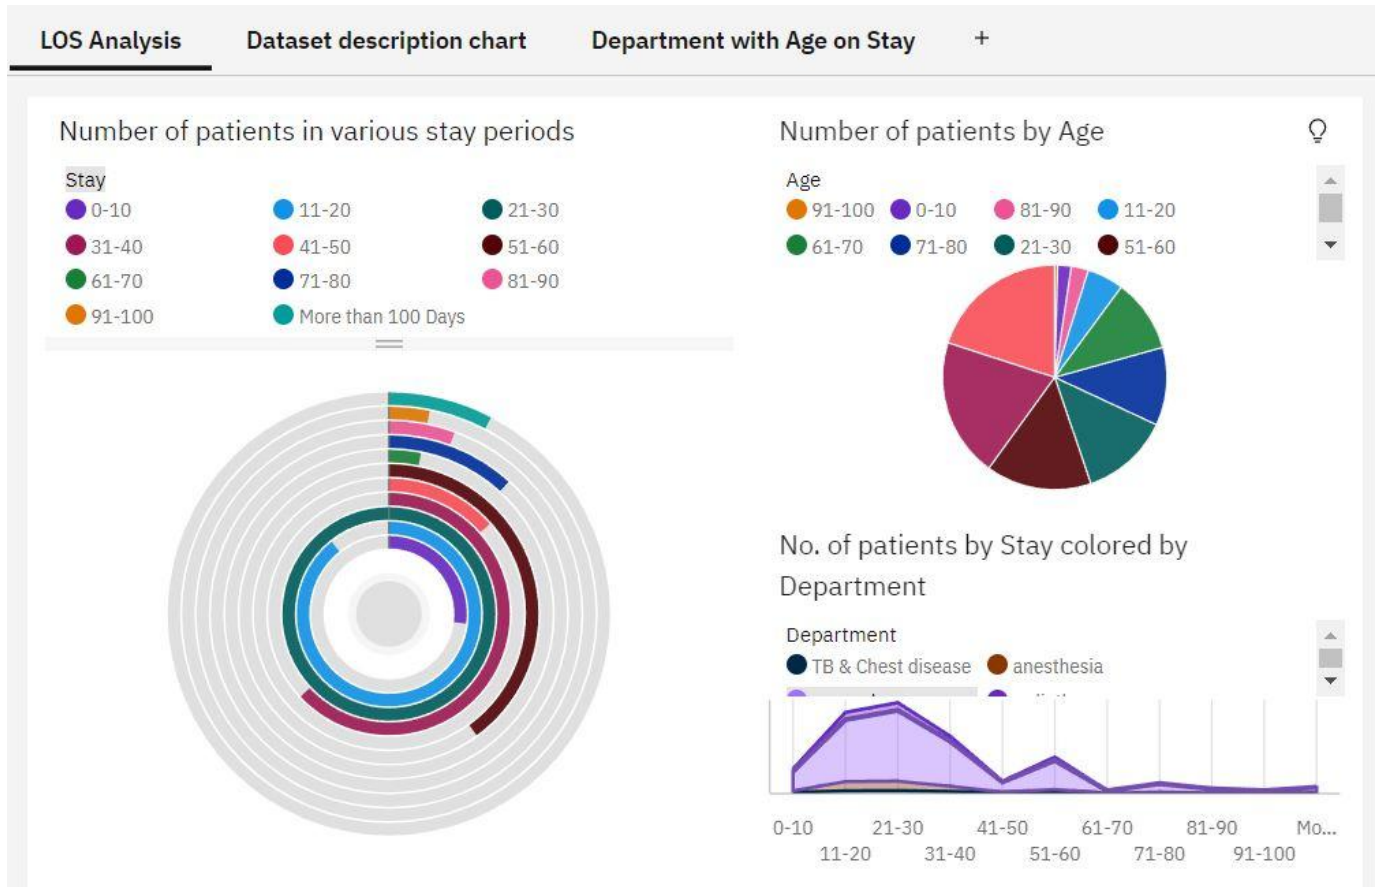 LOS Analysis Dataset description chart Department with Age on Stay +
Number of patients in various stay periods
Stay
0-10 11-20 21-30
31-40 41-50 51-60
61-70 71-80 81-90
91-100 More than 100 Days
Number of patients by Age
Age
91-100 0-10 81-90 11-20
61-70 71-80 21-30 51-60
No. of patients by Stay colored by
Department
Department
TB & Chest disease anesthesia
0-10 21-30 41-50 61-70 81-90 Mo...
11-20 31-40 51-60 71-80 91-100